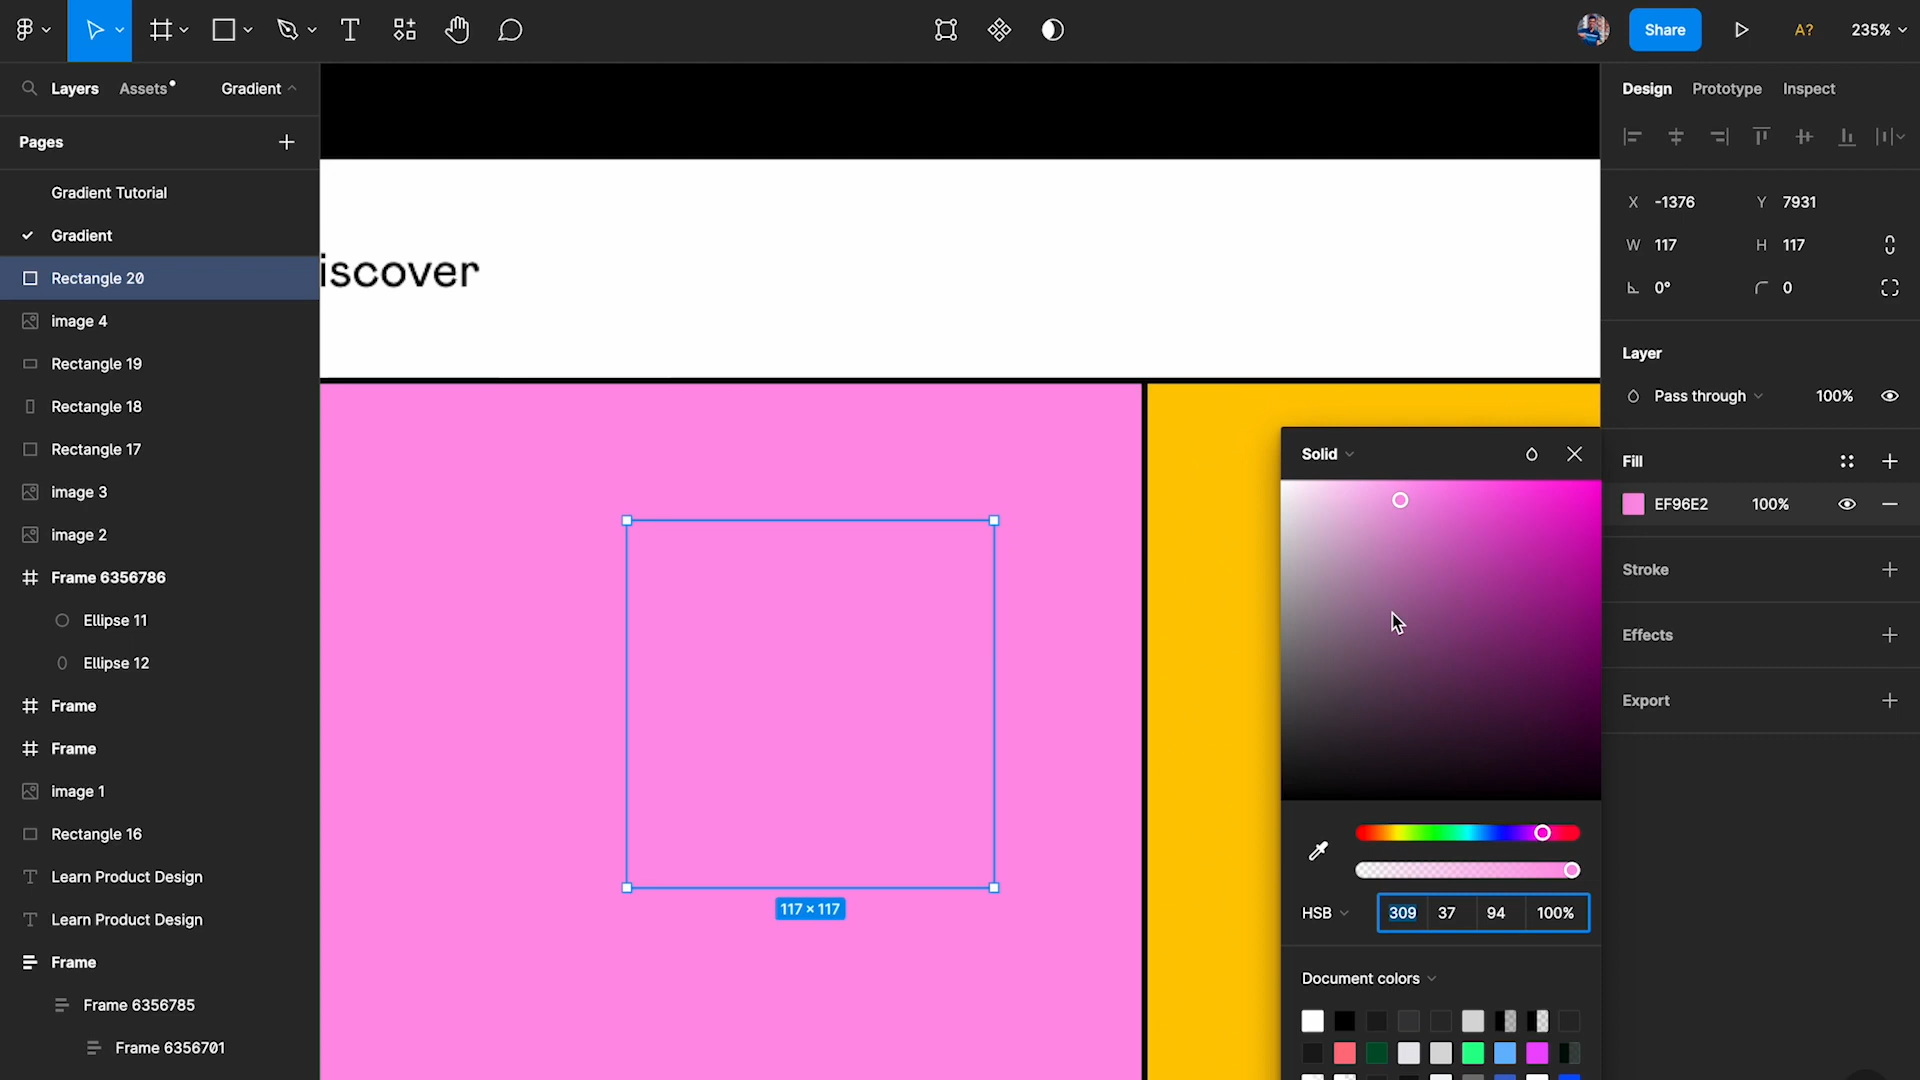 Share
A?
235%
Layers
Assets
Gradient
Pages
Gradient Tutorial
Gradient
Rectangle 20
image 4
Rectangle 19
Rectangle 18
Rectangle 17
image 3
image 2
Frame 6356786
Ellipse 11
Ellipse 12
Frame
Frame
image 1
Rectangle 16
Learn Product Design
Learn Product Design
Frame
Frame 6356785
Frame 6356701
iscover
117 × 117
Solid
HSB
309 37 94 100%
Document colors
Design Prototype Inspect
X -1376 Y 7931
W 117 H 117
0° 0
Layer
Pass through 100%
Fill
EF96E2 100%
Stroke
Effects
Export